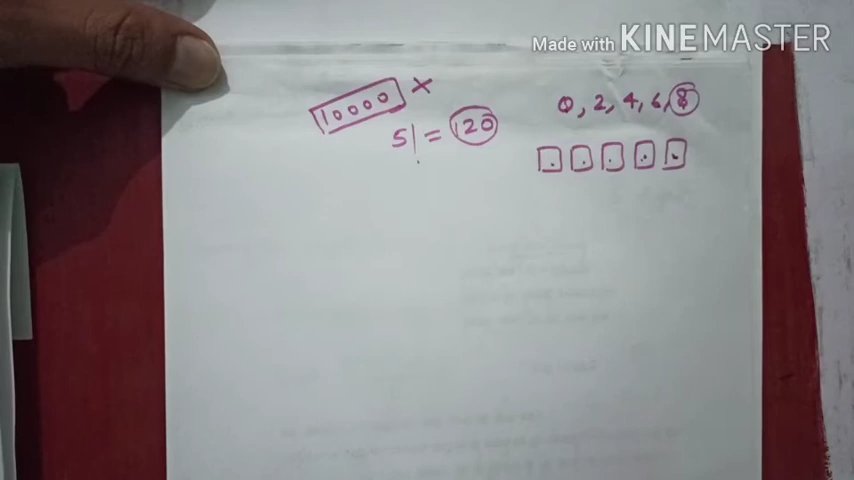 Made with KINEMASTER
10000 ×
5! = 120
0, 2, 4, 6, 8